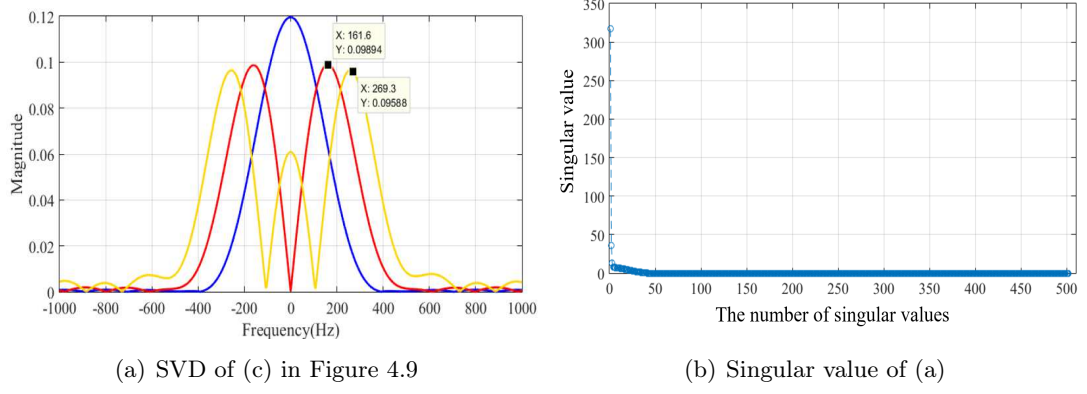 0.12
0.1
0.08
0.06
0.04
0.02
0
Magnitude
X: 161.6
Y: 0.09894
X: 269.3
Y: 0.09588
-1000 -800 -600 -400 -200 0 200 400 600 800 1000
Frequency(Hz)
(a) SVD of (c) in Figure 4.9
350
300
250
200
150
100
50
0
Singular value
0 50 100 150 200 250 300 350 400 450 500
The number of singular values
(b) Singular value of (a)